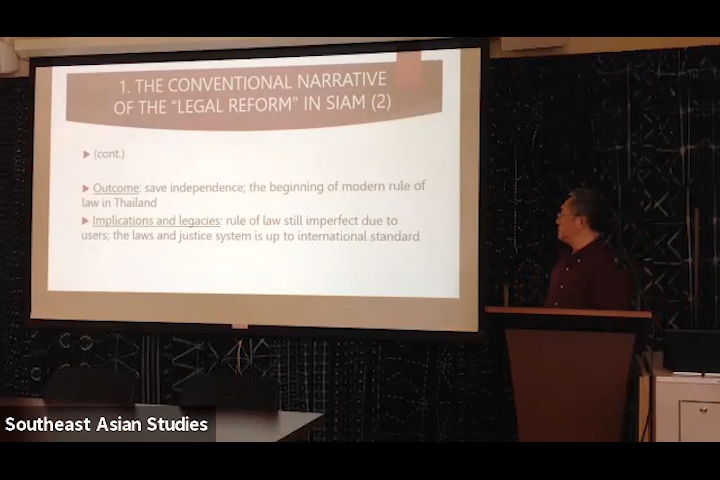 1. THE CONVENTIONAL NARRATIVE
OF THE “LEGAL REFORM” IN SIAM (2)
(cont.)
Outcome: save independence; the beginning of modern rule of
law in Thailand
Implications and legacies: rule of law still imperfect due to
users; the laws and justice system is up to international standard
Southeast Asian Studies